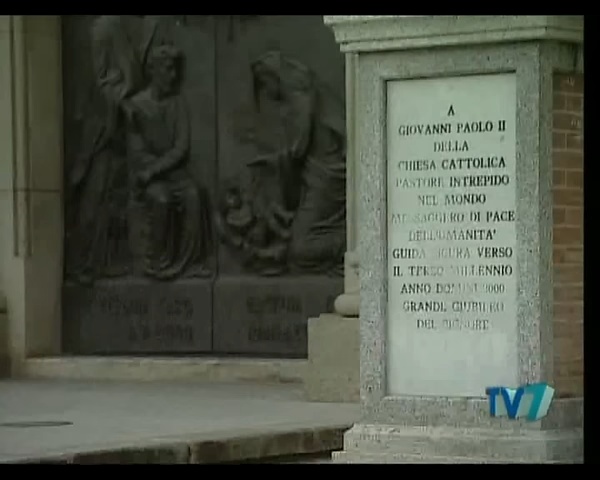 A
GIOVANNI PAOLO II
DELLA
CHIESA CATTOLICA
PASTORE INTREPIDO
NEL MONDO
MESSAGGERO DI PACE
DELL'UMANITA'
GUIDA SICURA VERSO
IL TERZO MILLENNIO
ANNO DOMINI 2000
GRANDE GIUBILEO
DEL SIGNORE
TV7